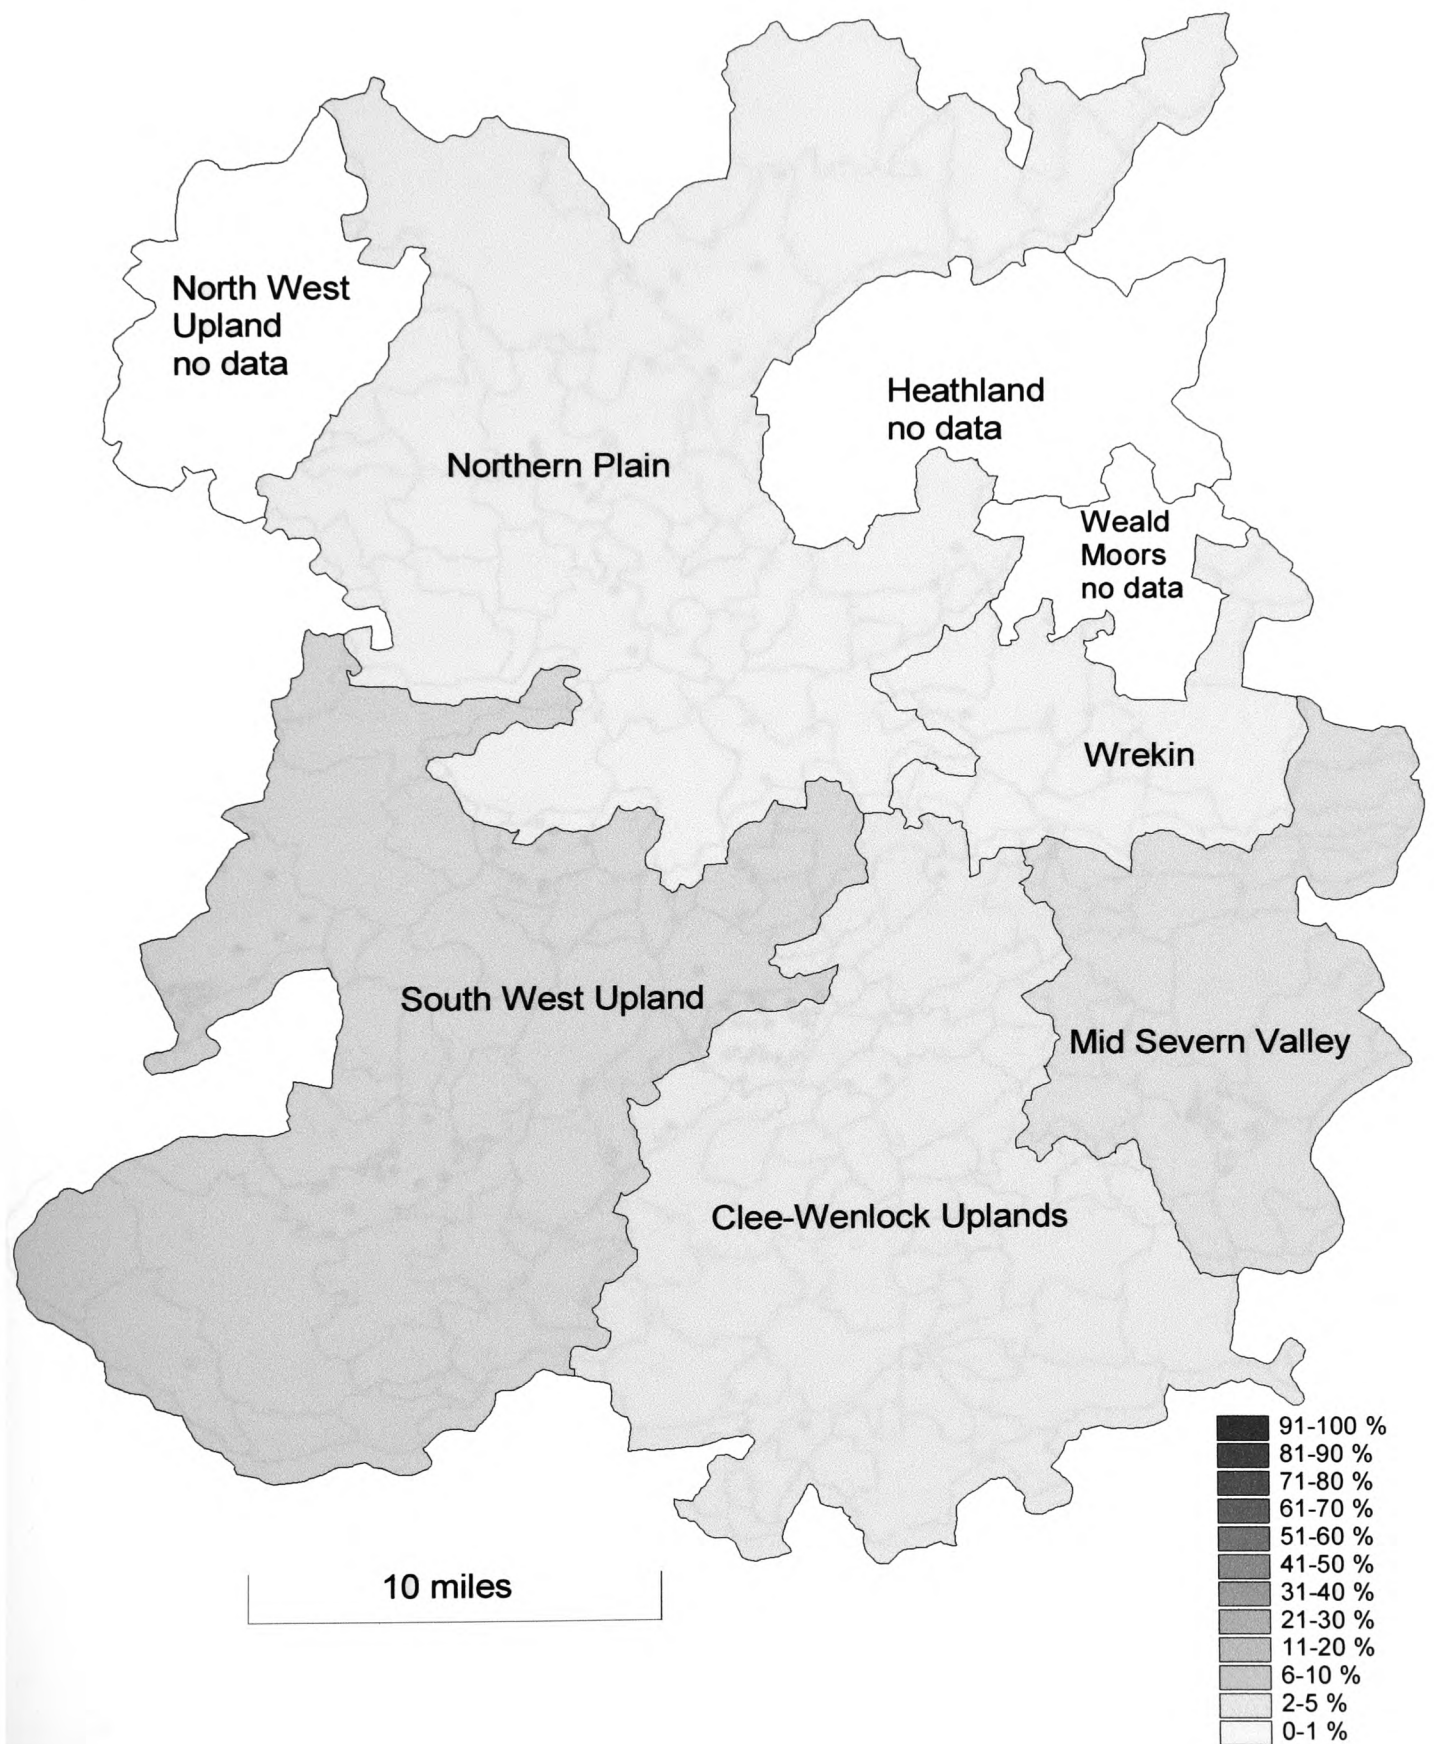 North West
Upland
no data
Heathland
no data
Northern Plain
Weald
Moors
no data
Wrekin
South West Upland
Mid Severn Valley
Clee-Wenlock Uplands
10 miles
91-100 %
81-90 %
71-80 %
61-70 %
51-60 %
41-50 %
31-40 %
21-30 %
11-20 %
6-10 %
2-5 %
0-1 %